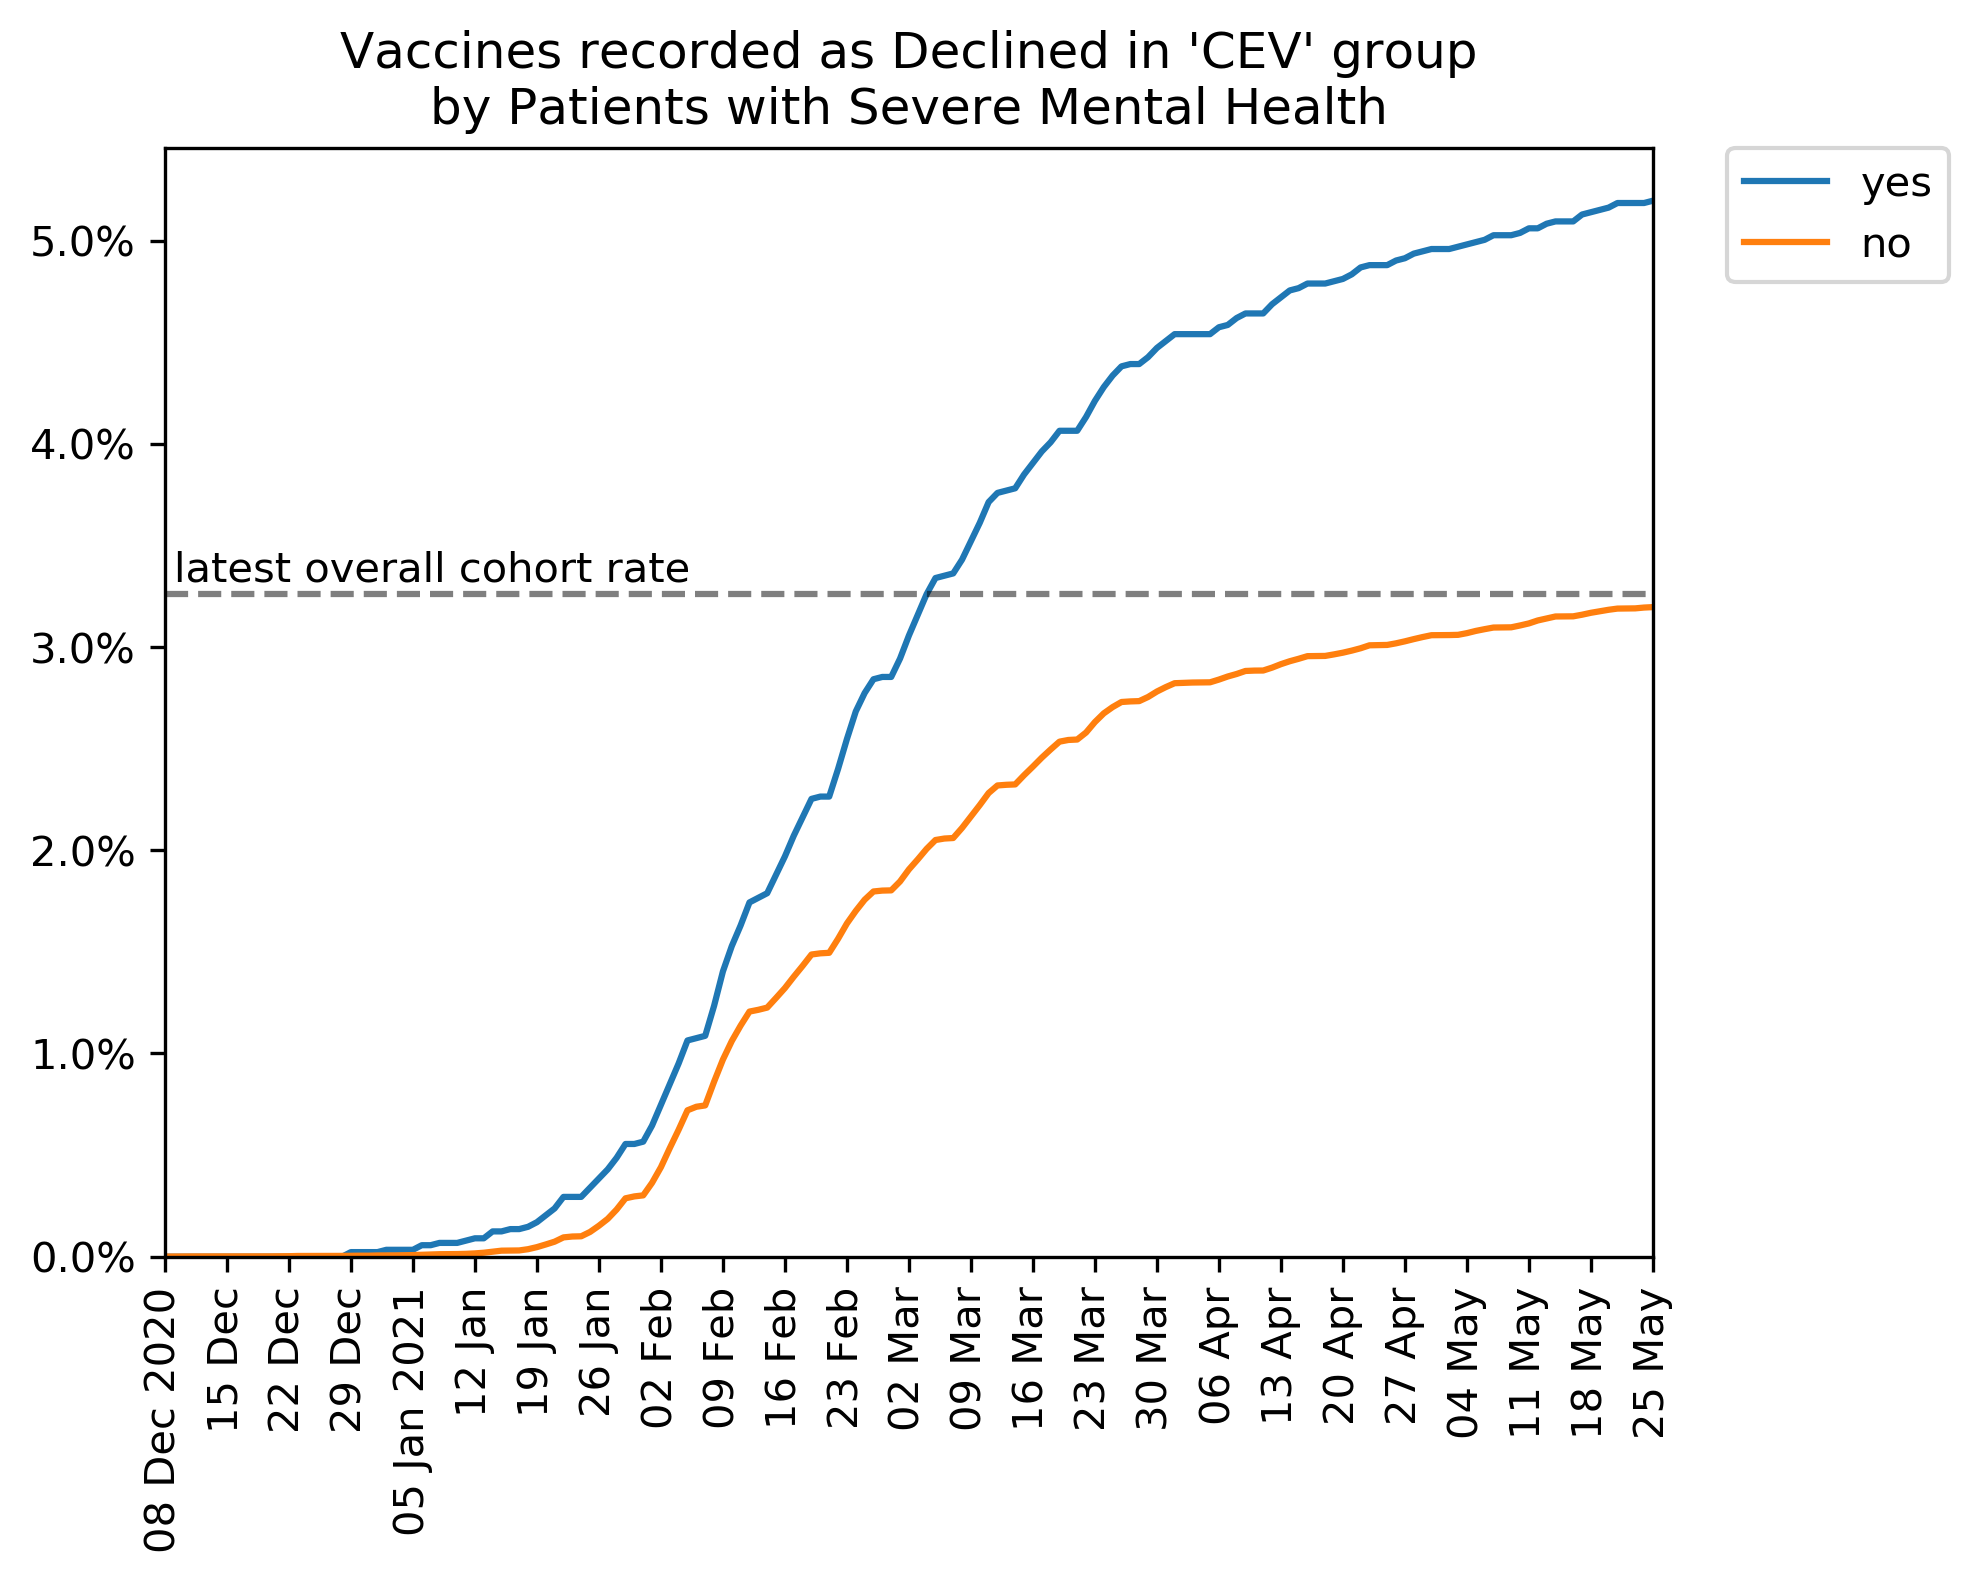 Vaccines recorded as Declined in 'CEV' group
by Patients with Severe Mental Health
yes
no
5.0%
4.0%
latest overall cohort rate
3.0%
2.0%
1.0%
0.0%
08 Dec 2020
15 Dec
22 Dec
29 Dec
05 Jan 2021
12 Jan
19 Jan
26 Jan
02 Feb
09 Feb
16 Feb
23 Feb
02 Mar
09 Mar
16 Mar
23 Mar
30 Mar
06 Apr
13 Apr
20 Apr
27 Apr
04 May
11 May
18 May
25 May